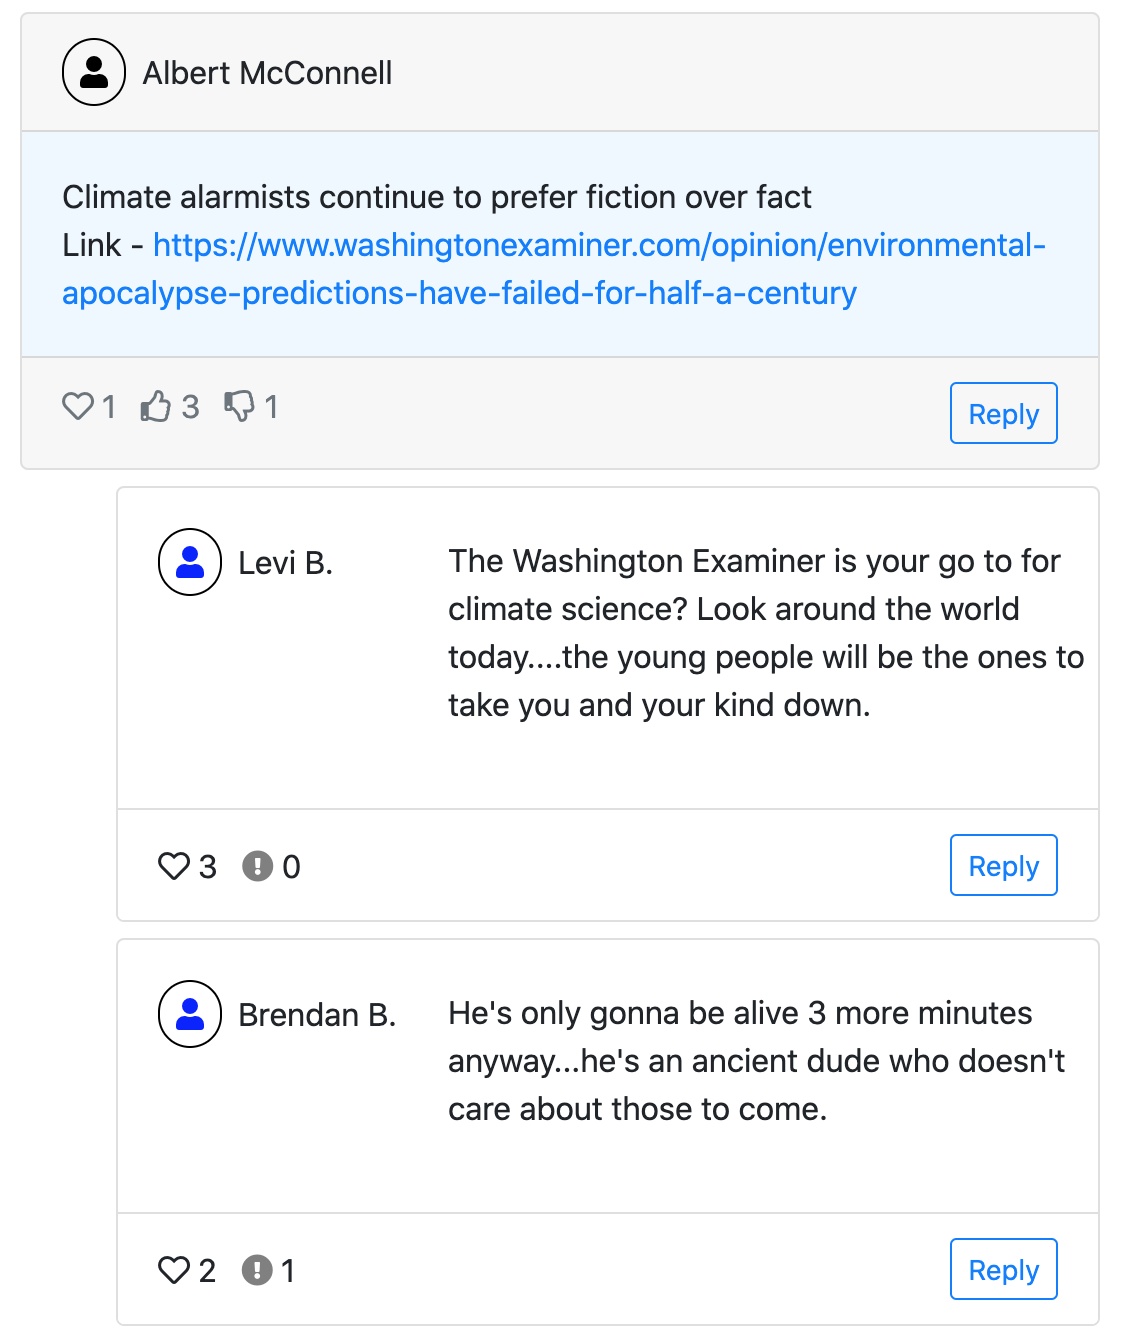 Albert McConnell
Climate alarmists continue to prefer fiction over fact
Link - https://www.washingtonexaminer.com/opinion/environmental-
apocalypse-predictions-have-failed-for-half-a-century
1 3 1
Reply
Levi B.
The Washington Examiner is your go to for
climate science? Look around the world
today....the young people will be the ones to
take you and your kind down.
3 0
Reply
Brendan B.
He's only gonna be alive 3 more minutes
anyway...he's an ancient dude who doesn't
care about those to come.
2 1
Reply